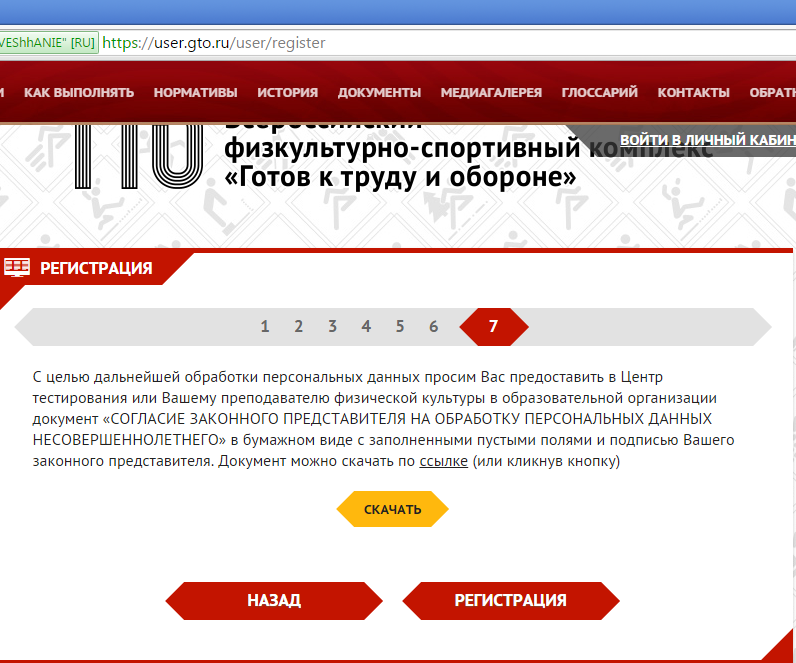 VEShhANIE" [RU] https://user.gto.ru/user/register
КАК ВЫПОЛНЯТЬ НОРМАТИВЫ ИСТОРИЯ ДОКУМЕНТЫ МЕДИАГАЛЕРЕЯ ГЛОССАРИЙ КОНТАКТЫ ОБРАТН
ВОЙТИ В ЛИЧНЫЙ КАБИН
Всероссийский
физкультурно-спортивный комплекс
«Готов к труду и обороне»
РЕГИСТРАЦИЯ
1 2 3 4 5 6 7
С целью дальнейшей обработки персональных данных просим Вас предоставить в Центр
тестирования или Вашему преподавателю физической культуры в образовательной организации
документ «СОГЛАСИЕ ЗАКОННОГО ПРЕДСТАВИТЕЛЯ НА ОБРАБОТКУ ПЕРСОНАЛЬНЫХ ДАННЫХ
НЕСОВЕРШЕННОЛЕТНЕГО» в бумажном виде с заполненными пустыми полями и подписью Вашего
законного представителя. Документ можно скачать по ссылке (или кликнув кнопку)
СКАЧАТЬ
НАЗАД РЕГИСТРАЦИЯ